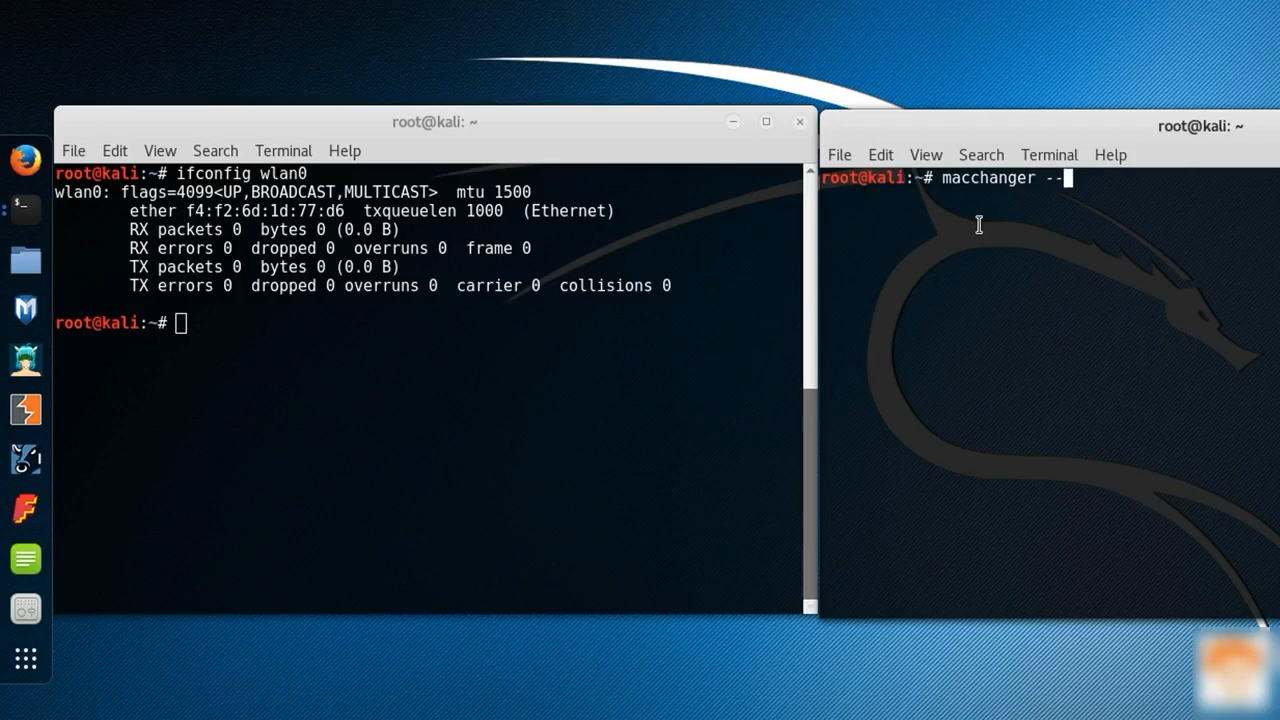 root@kali: ~
File Edit View Search Terminal Help
root@kali:~# ifconfig wlan0
wlan0: flags=4099<UP,BROADCAST,MULTICAST>  mtu 1500
        ether f4:f2:6d:1d:77:d6  txqueuelen 1000  (Ethernet)
        RX packets 0  bytes 0 (0.0 B)
        RX errors 0  dropped 0  overruns 0  frame 0
        TX packets 0  bytes 0 (0.0 B)
        TX errors 0  dropped 0 overruns 0  carrier 0  collisions 0
root@kali:~#
root@kali: ~
File Edit View Search Terminal Help
root@kali:~# macchanger --